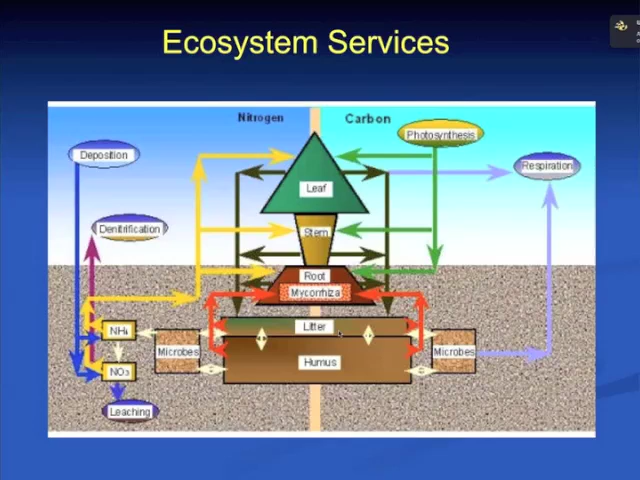 Ecosystem Services
Nitrogen
Carbon
Photosynthesis
Deposition
Respiration
Leaf
Denitrification
Stem
Root
Mycorrhiza
NH₄
Litter
Microbes
Microbes
Humus
NO₃
Leaching